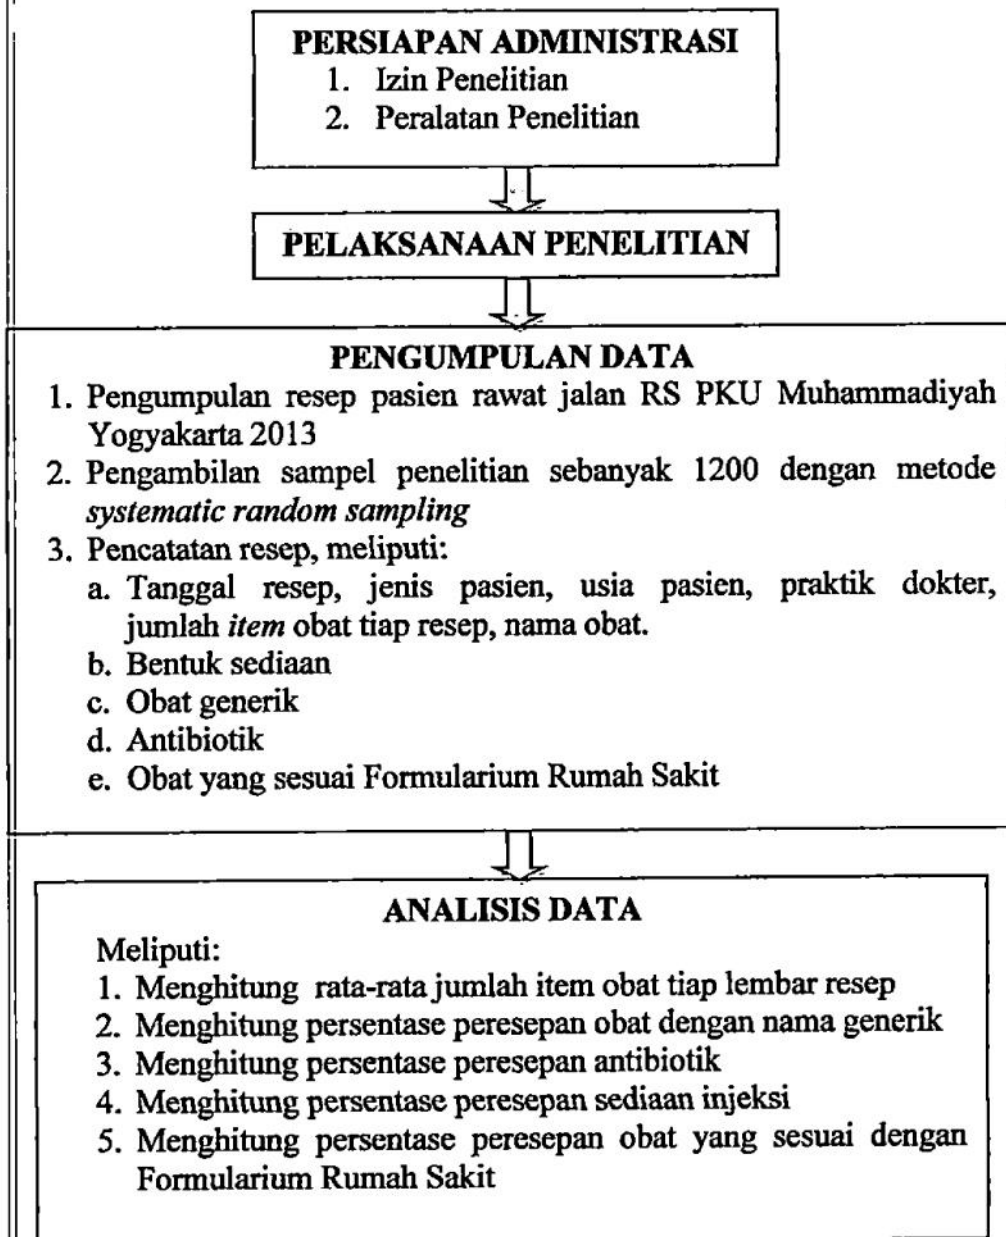 PERSIAPAN ADMINISTRASI
1. Izin Penelitian
2. Peralatan Penelitian
PELAKSANAAN PENELITIAN
PENGUMPULAN DATA
1. Pengumpulan resep pasien rawat jalan RS PKU Muhammadiyah
Yogyakarta 2013
2. Pengambilan sampel penelitian sebanyak 1200 dengan metode
systematic random sampling
3. Pencatatan resep, meliputi:
a. Tanggal resep, jenis pasien, usia pasien, praktik dokter,
jumlah item obat tiap resep, nama obat.
b. Bentuk sediaan
c. Obat generik
d. Antibiotik
e. Obat yang sesuai Formularium Rumah Sakit
ANALISIS DATA
Meliputi:
1. Menghitung rata-rata jumlah item obat tiap lembar resep
2. Menghitung persentase peresepan obat dengan nama generik
3. Menghitung persentase peresepan antibiotik
4. Menghitung persentase peresepan sediaan injeksi
5. Menghitung persentase peresepan obat yang sesuai dengan
Formularium Rumah Sakit